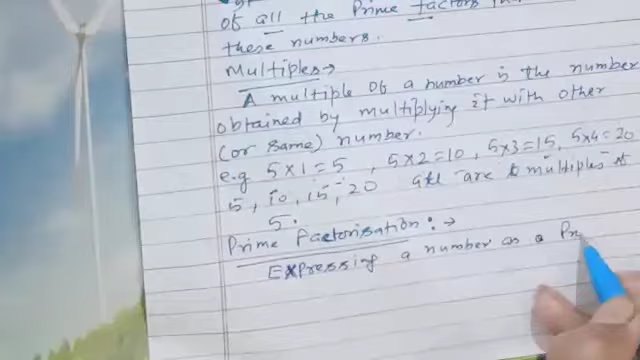 of all the Prime factors
these numbers.
Multiples→
A multiple of a number is the number
obtained by multiplying it with other
(or same) number.
e.g 5×1=5 , 5×2=10, 5×3=15, 5×4=20
5, 10, 15, 20 all are multiples of
5.
Prime Factorisation:→
Expressing a number as a Pri